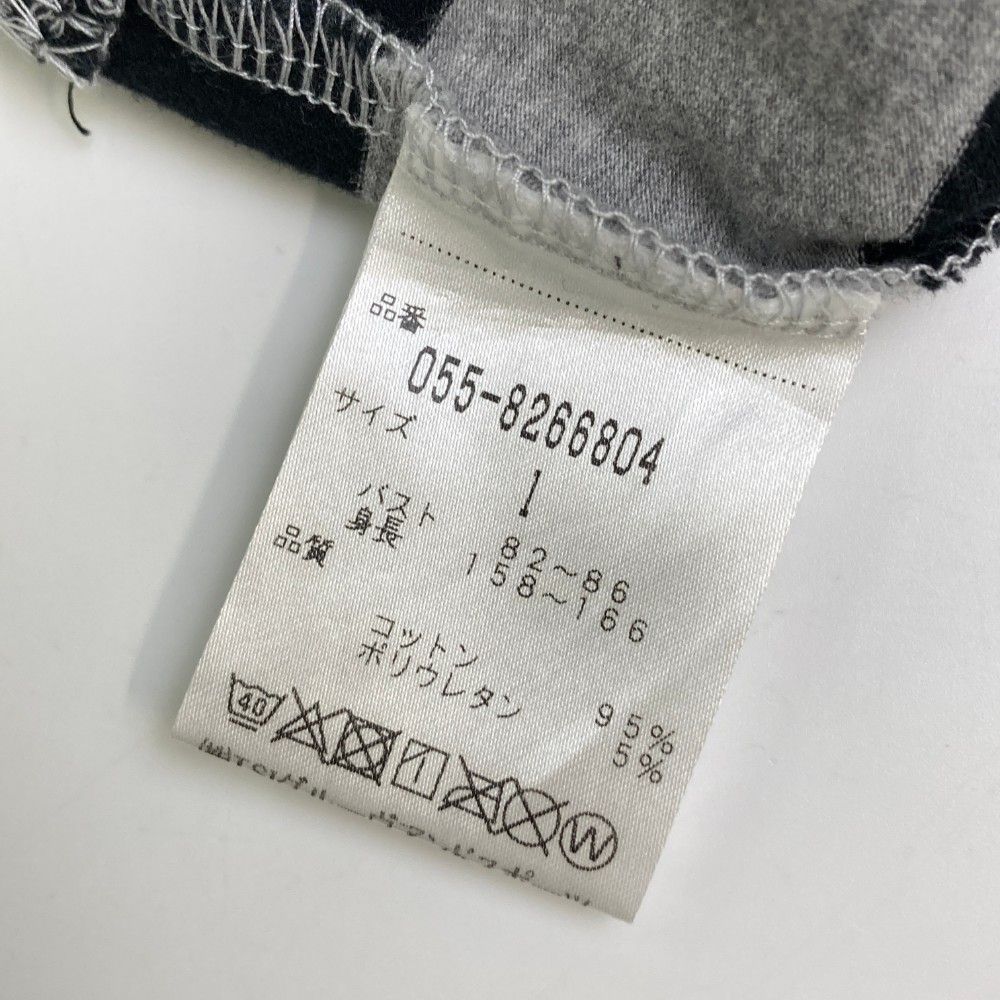 品番
055-8266804
サイズ
1
バスト 82~86
身長 158~166
品質
コットン 95%
ポリウレタン 5%
40
W